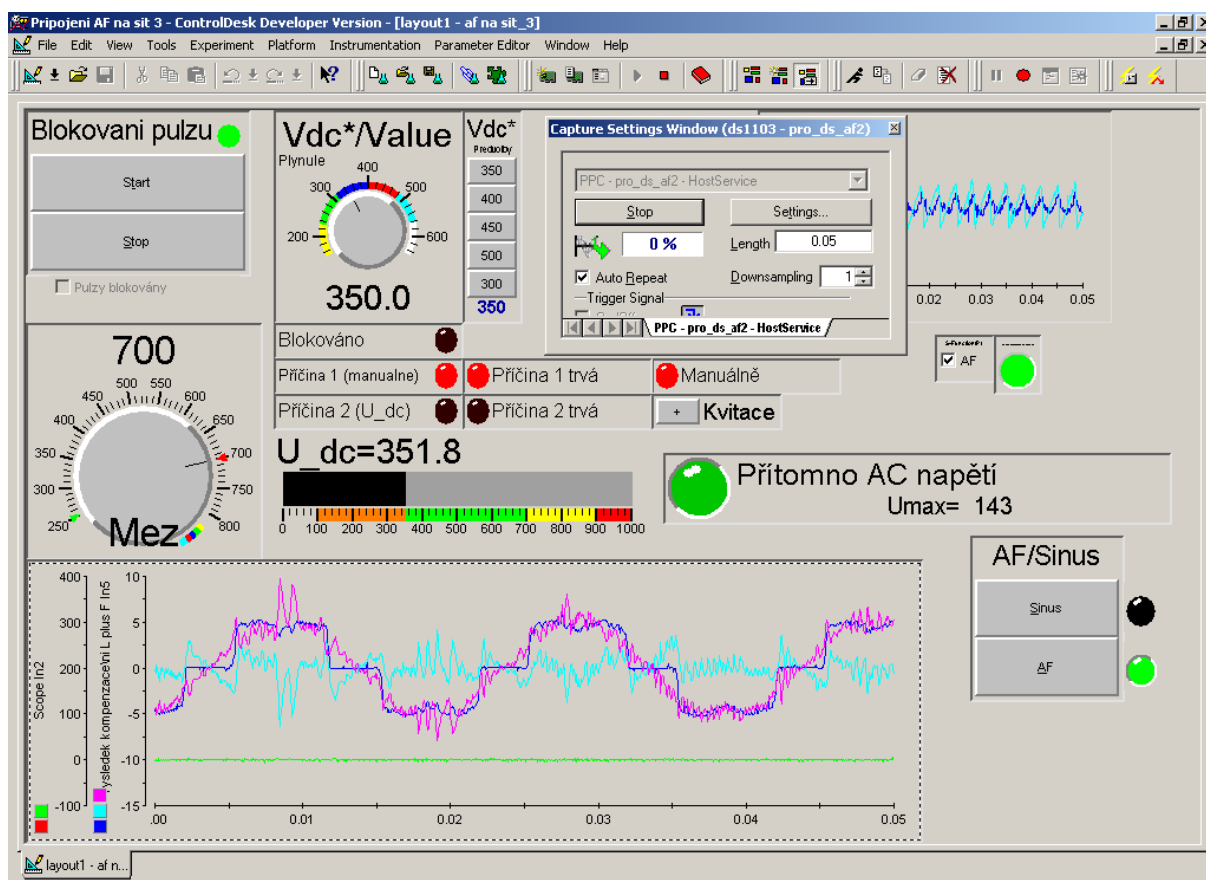 Pripojeni AF na sit 3 - ControlDesk Developer Version - [layout1 - af na sit_3]
File Edit View Tools Experiment Platform Instrumentation Parameter Editor Window Help
Blokovani pulzu
Start
Stop
Pulzy blokovány
Vdc*/Value
Plynule
200 300 400 500 600
350.0
Vdc*
350
400
450
500
300
350
Capture Settings Window (ds1103 - pro_ds_af2)
PPC - pro_ds_af2 - HostService
Stop
Settings...
0 %
Length 0.05
Auto Repeat
Downsampling 1
Trigger Signal
PPC - pro_ds_af2 - HostService
0.02 0.03 0.04 0.05
AF
700
250 300 350 400 450 500 550 600 650 700 750 800
Mez
Blokováno
Příčina 1 (manualne)
Příčina 1 trvá
Manuálně
Příčina 2 (U_dc)
Příčina 2 trvá
+
Kvitace
U_dc=351.8
0 100 200 300 400 500 600 700 800 900 1000
Přítomno AC napětí
Umax= 143
AF/Sinus
Sinus
AF
Scope In2
400
300
200
100
0
-100
ysledek kompenzace\ni L plus F In5
10
5
0
-5
-10
-15
.00 0.01 0.02 0.03 0.04 0.05
layout1 - af n...